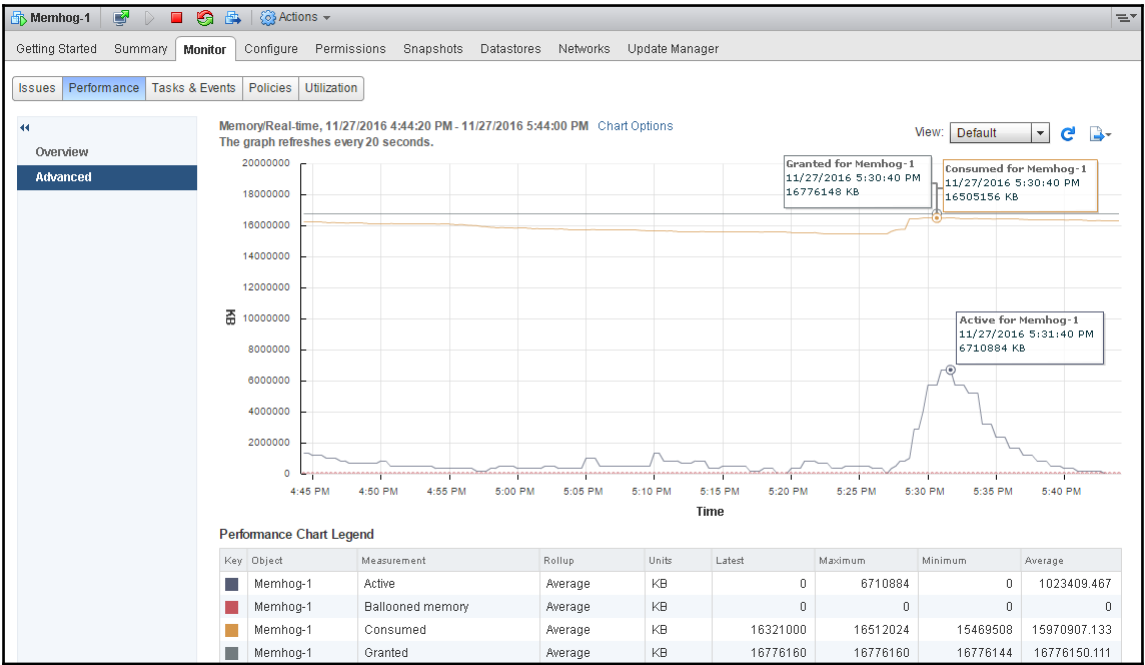 Memhog-1 Actions
Getting Started Summary Monitor Configure Permissions Snapshots Datastores Networks Update Manager
Issues Performance Tasks & Events Policies Utilization
Overview
Advanced
Memory/Real-time, 11/27/2016 4:44:20 PM - 11/27/2016 5:44:00 PM Chart Options
The graph refreshes every 20 seconds.
View: Default
Granted for Memhog-1
11/27/2016 5:30:40 PM
16776148 KB
Consumed for Memhog-1
11/27/2016 5:30:40 PM
16505156 KB
Active for Memhog-1
11/27/2016 5:31:40 PM
6710884 KB
KB
20000000
18000000
16000000
14000000
12000000
10000000
8000000
6000000
4000000
2000000
0
4:45 PM 4:50 PM 4:55 PM 5:00 PM 5:05 PM 5:10 PM 5:15 PM 5:20 PM 5:25 PM 5:30 PM 5:35 PM 5:40 PM
Time
Performance Chart Legend
Key Object Measurement Rollup Units Latest Maximum Minimum Average
Memhog-1 Active Average KB 0 6710884 0 1023409.467
Memhog-1 Ballooned memory Average KB 0 0 0 0
Memhog-1 Consumed Average KB 16321000 16512024 15469508 15970907.133
Memhog-1 Granted Average KB 16776160 16776160 16776144 16776150.111